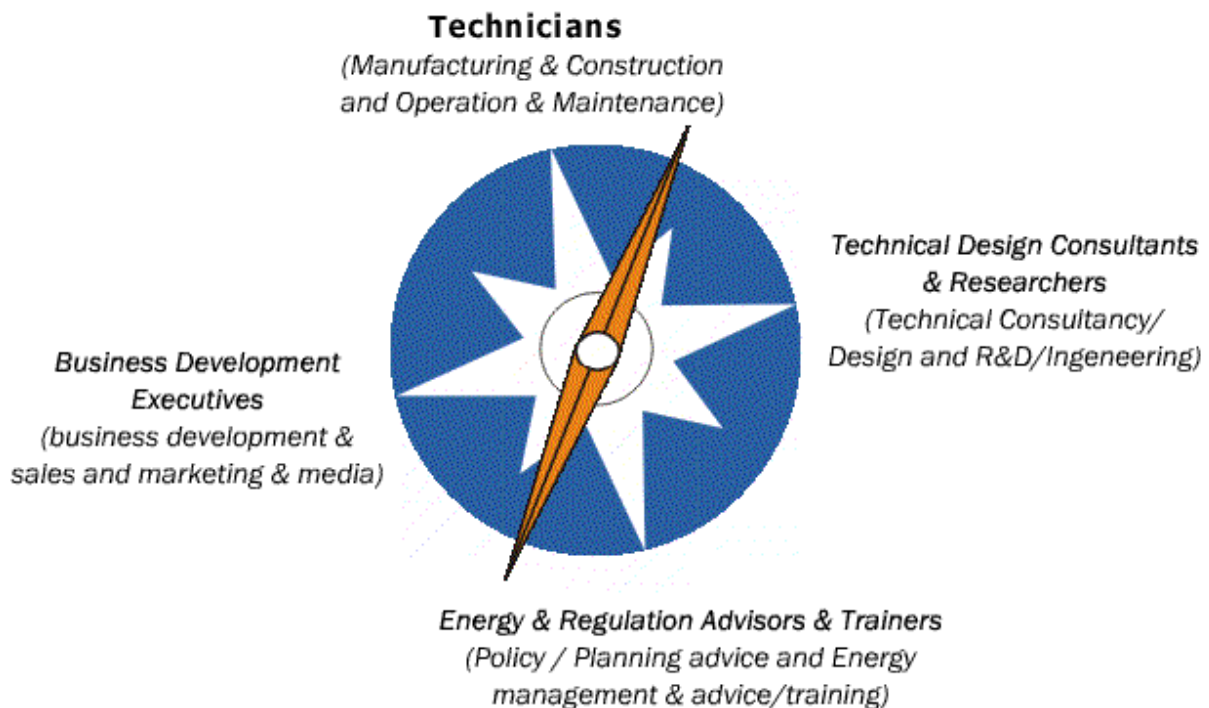 Technicians
(Manufacturing & Construction
and Operation & Maintenance)
Technical Design Consultants
& Researchers
(Technical Consultancy/
Design and R&D/Ingeneering)
Business Development
Executives
(business development &
sales and marketing & media)
Energy & Regulation Advisors & Trainers
(Policy / Planning advice and Energy
management & advice/training)